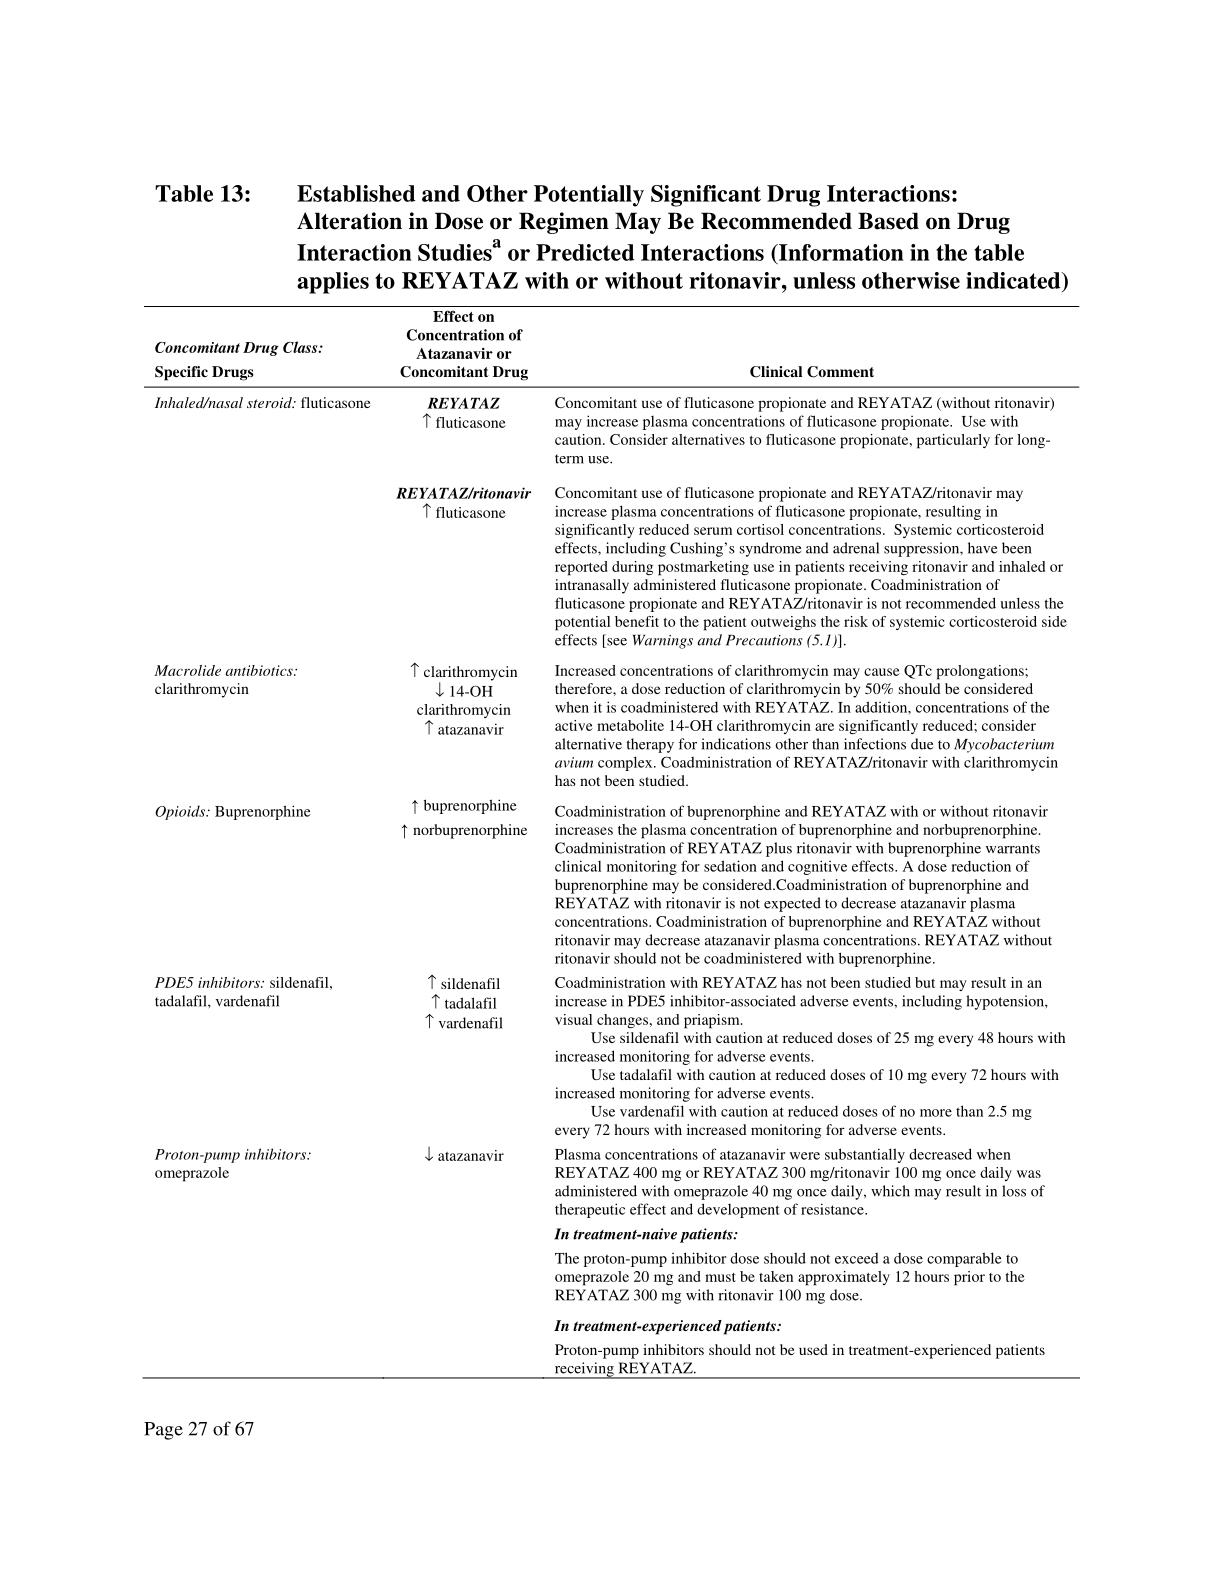 Table 13: Established and Other Potentially Significant Drug Interactions:
Alteration in Dose or Regimen May Be Recommended Based on Drug
Interaction Studiesa or Predicted Interactions (Information in the table
applies to REYATAZ with or without ritonavir, unless otherwise indicated)
Concomitant Drug Class:
Specific Drugs
Effect on
Concentration of
Atazanavir or
Concomitant Drug
Clinical Comment
Inhaled/nasal steroid: fluticasone
REYATAZ
↑ fluticasone
Concomitant use of fluticasone propionate and REYATAZ (without ritonavir)
may increase plasma concentrations of fluticasone propionate. Use with
caution. Consider alternatives to fluticasone propionate, particularly for long-
term use.
REYATAZ/ritonavir
↑ fluticasone
Concomitant use of fluticasone propionate and REYATAZ/ritonavir may
increase plasma concentrations of fluticasone propionate, resulting in
significantly reduced serum cortisol concentrations. Systemic corticosteroid
effects, including Cushing's syndrome and adrenal suppression, have been
reported during postmarketing use in patients receiving ritonavir and inhaled or
intranasally administered fluticasone propionate. Coadministration of
fluticasone propionate and REYATAZ/ritonavir is not recommended unless the
potential benefit to the patient outweighs the risk of systemic corticosteroid side
effects [see Warnings and Precautions (5.1)].
Macrolide antibiotics:
clarithromycin
↑ clarithromycin
↓ 14-OH
clarithromycin
↑ atazanavir
Increased concentrations of clarithromycin may cause QTc prolongations;
therefore, a dose reduction of clarithromycin by 50% should be considered
when it is coadministered with REYATAZ. In addition, concentrations of the
active metabolite 14-OH clarithromycin are significantly reduced; consider
alternative therapy for indications other than infections due to Mycobacterium
avium complex. Coadministration of REYATAZ/ritonavir with clarithromycin
has not been studied.
Opioids: Buprenorphine
↑ buprenorphine
↑ norbuprenorphine
Coadministration of buprenorphine and REYATAZ with or without ritonavir
increases the plasma concentration of buprenorphine and norbuprenorphine.
Coadministration of REYATAZ plus ritonavir with buprenorphine warrants
clinical monitoring for sedation and cognitive effects. A dose reduction of
buprenorphine may be considered.Coadministration of buprenorphine and
REYATAZ with ritonavir is not expected to decrease atazanavir plasma
concentrations. Coadministration of buprenorphine and REYATAZ without
ritonavir may decrease atazanavir plasma concentrations. REYATAZ without
ritonavir should not be coadministered with buprenorphine.
PDE5 inhibitors: sildenafil,
tadalafil, vardenafil
↑ sildenafil
↑ tadalafil
↑ vardenafil
Coadministration with REYATAZ has not been studied but may result in an
increase in PDE5 inhibitor-associated adverse events, including hypotension,
visual changes, and priapism.
Use sildenafil with caution at reduced doses of 25 mg every 48 hours with
increased monitoring for adverse events.
Use tadalafil with caution at reduced doses of 10 mg every 72 hours with
increased monitoring for adverse events.
Use vardenafil with caution at reduced doses of no more than 2.5 mg
every 72 hours with increased monitoring for adverse events.
Proton-pump inhibitors:
omeprazole
↓ atazanavir
Plasma concentrations of atazanavir were substantially decreased when
REYATAZ 400 mg or REYATAZ 300 mg/ritonavir 100 mg once daily was
administered with omeprazole 40 mg once daily, which may result in loss of
therapeutic effect and development of resistance.
In treatment-naive patients:
The proton-pump inhibitor dose should not exceed a dose comparable to
omeprazole 20 mg and must be taken approximately 12 hours prior to the
REYATAZ 300 mg with ritonavir 100 mg dose.
In treatment-experienced patients:
Proton-pump inhibitors should not be used in treatment-experienced patients
receiving REYATAZ.
Page 27 of 67